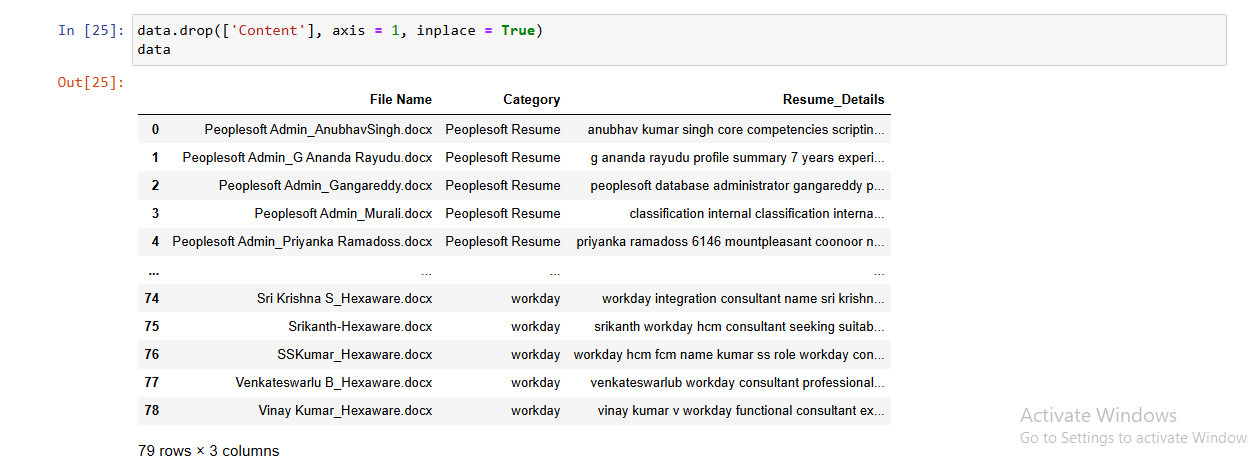 In [25]: data.drop(['Content'], axis = 1, inplace = True)
data
Out[25]:
File Name Category Resume_Details
0 Peoplesoft Admin_AnubhavSingh.docx Peoplesoft Resume anubhav kumar singh core competencies scriptin...
1 Peoplesoft Admin_G Ananda Rayudu.docx Peoplesoft Resume g ananda rayudu profile summary 7 years experi...
2 Peoplesoft Admin_Gangareddy.docx Peoplesoft Resume peoplesoft database administrator gangareddy p...
3 Peoplesoft Admin_Murali.docx Peoplesoft Resume classification internal classification interna...
4 Peoplesoft Admin_Priyanka Ramadoss.docx Peoplesoft Resume priyanka ramadoss 6146 mountpleasant coonoor n...
... ... ... ...
74 Sri Krishna S_Hexaware.docx workday workday integration consultant name sri krishn...
75 Srikanth-Hexaware.docx workday srikanth workday hcm consultant seeking suitab...
76 SSKumar_Hexaware.docx workday workday hcm fcm name kumar ss role workday con...
77 Venkateswarlu B_Hexaware.docx workday venkateswarlub workday consultant professional...
78 Vinay Kumar_Hexaware.docx workday vinay kumar v workday functional consultant ex...
79 rows × 3 columns
Activate Windows
Go to Settings to activate Window